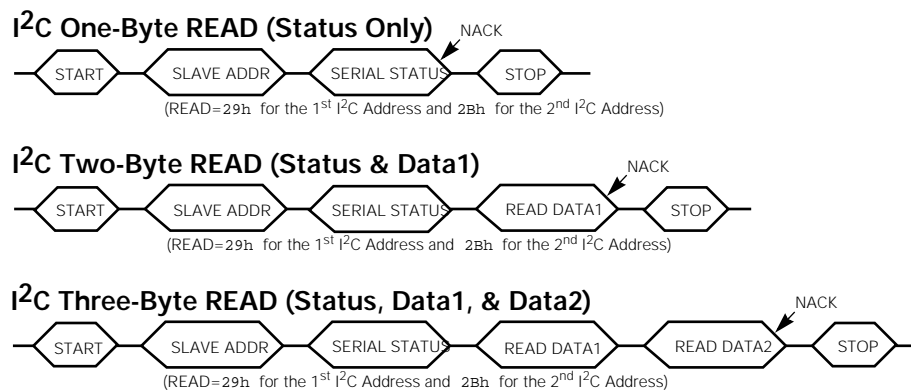 I²C One-Byte READ (Status Only)
NACK
START SLAVE ADDR SERIAL STATUS STOP
(READ=29h for the 1st I²C Address and 2Bh for the 2nd I²C Address)
I²C Two-Byte READ (Status & Data1)
NACK
START SLAVE ADDR SERIAL STATUS READ DATA1 STOP
(READ=29h for the 1st I²C Address and 2Bh for the 2nd I²C Address)
I²C Three-Byte READ (Status, Data1, & Data2)
NACK
START SLAVE ADDR SERIAL STATUS READ DATA1 READ DATA2 STOP
(READ=29h for the 1st I²C Address and 2Bh for the 2nd I²C Address)